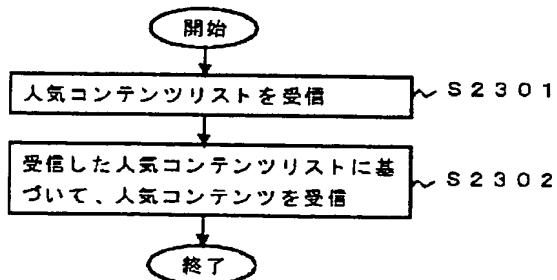 開始
人気コンテンツリストを受信
S2301
受信した人気コンテンツリストに基
づいて、人気コンテンツを受信
S2302
終了